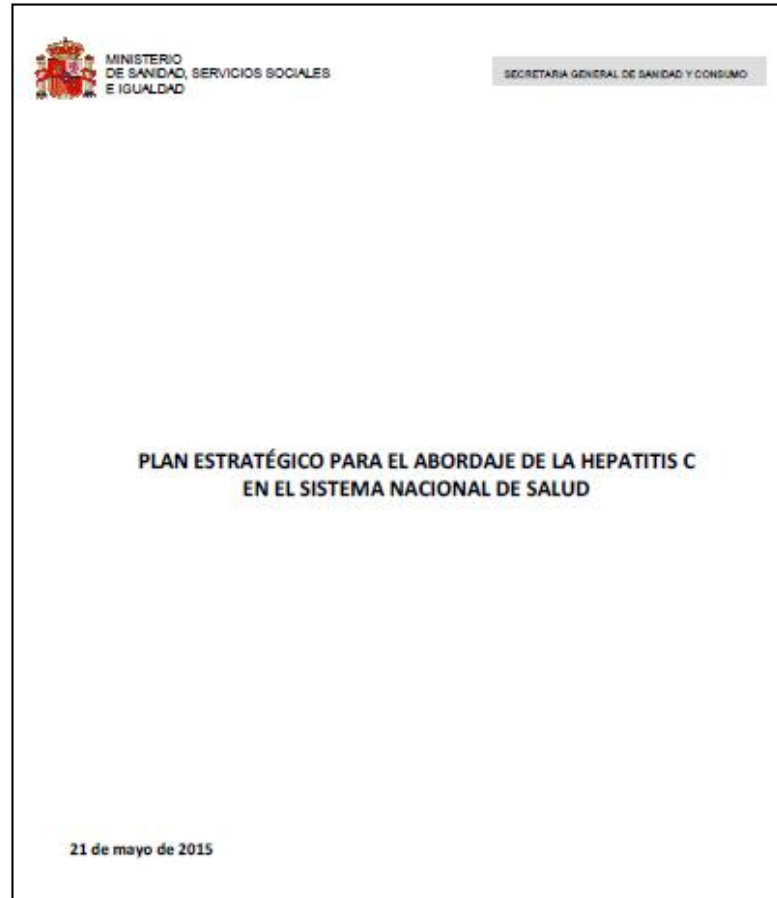 MINISTERIO
DE SANIDAD, SERVICIOS SOCIALES
E IGUALDAD
SECRETARIA GENERAL DE SANIDAD Y CONSUMO
PLAN ESTRATÉGICO PARA EL ABORDAJE DE LA HEPATITIS C
EN EL SISTEMA NACIONAL DE SALUD
21 de mayo de 2015